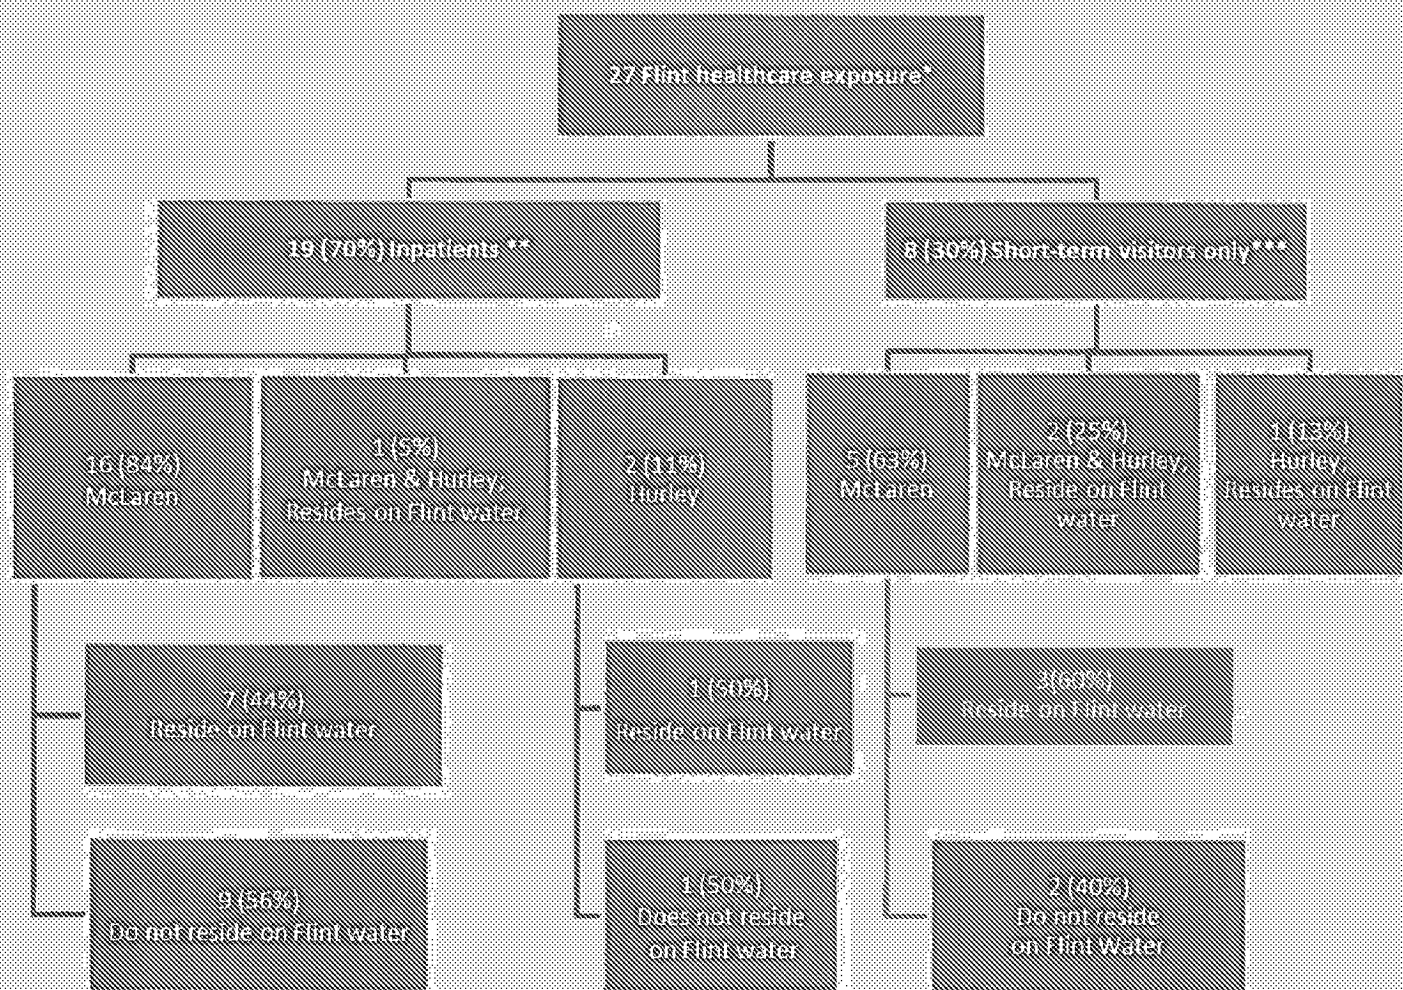 27 Flint healthcare exposure*
19 (70%) Inpatients **
8 (30%) Short-term visitors only***
16 (84%)
McLaren
1 (5%)
McLaren & Hurley;
Resides on Flint water
2 (11%)
Hurley
5 (63%)
McLaren
2 (25%)
McLaren & Hurley;
Reside on Flint
water
1 (13%)
Hurley;
Resides on Flint
water
7 (44%)
Reside on Flint water
1 (50%)
Reside on Flint water
3(60%)
Reside on Flint water
9 (56%)
Do not reside on Flint water
1 (50%)
Does not reside
on Flint water
2 (40%)
Do not reside
on Flint Water